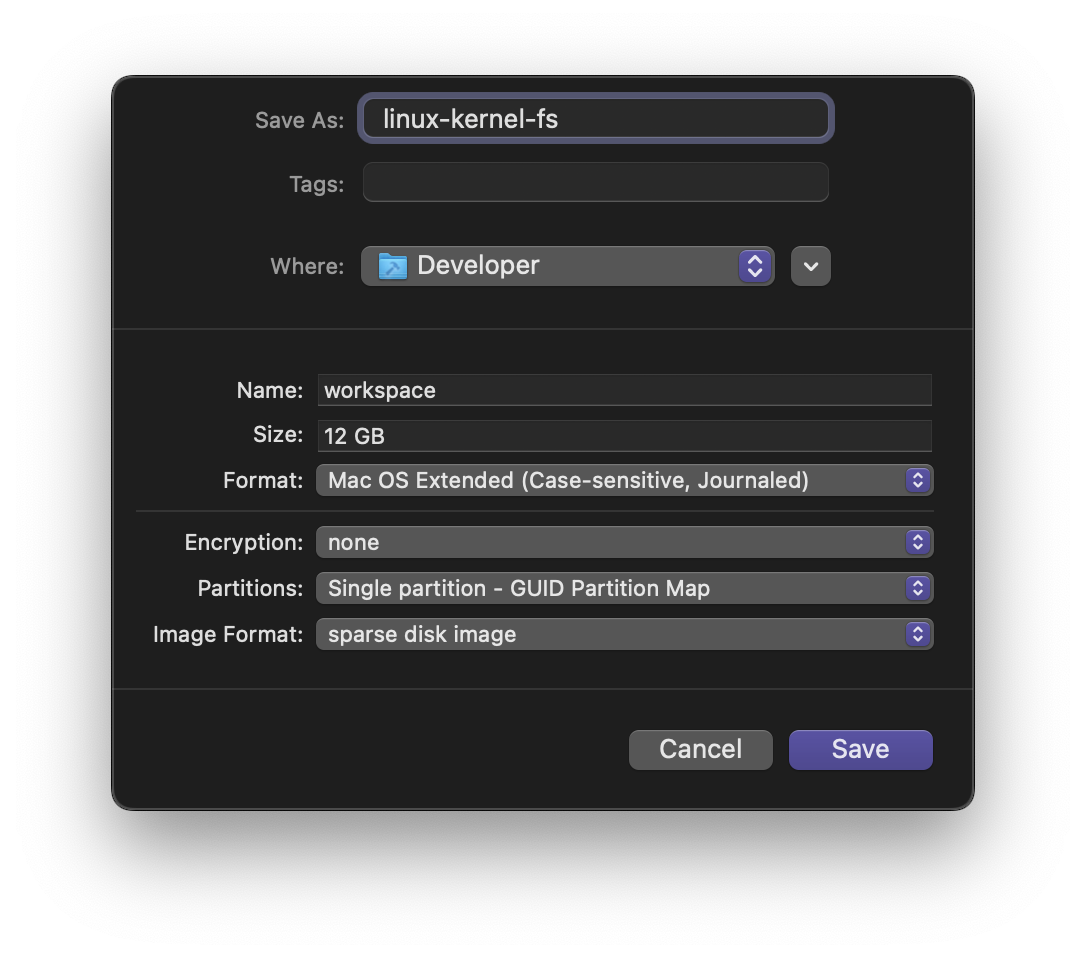 Save As: linux-kernel-fs
Tags:
Where: Developer
Name: workspace
Size: 12 GB
Format: Mac OS Extended (Case-sensitive, Journaled)
Encryption: none
Partitions: Single partition - GUID Partition Map
Image Format: sparse disk image
Cancel Save